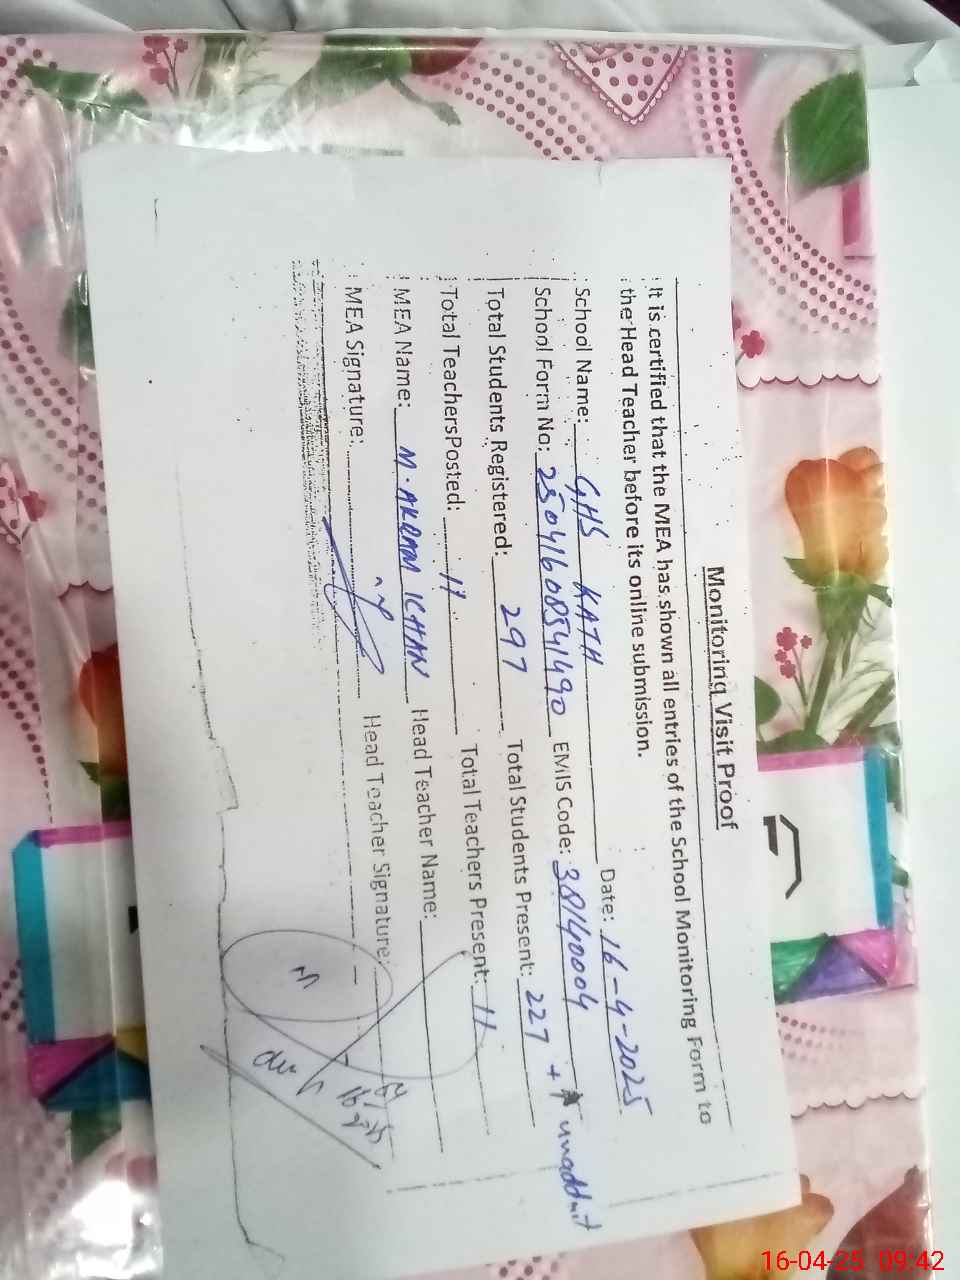 Monitoring Visit Proof
It is certified that the MEA has shown all entries of the School Monitoring Form to
the Head Teacher before its online submission.
School Name: GHS KATH Date: 16-4-2025
School Form No: 25041608541490 EMIS Code: 38140004
Total Students Registered: 297 Total Students Present: 227 + unaddmit
Total TeachersPosted: 11 Total Teachers Present: 11
MEA Name: M. AKRAM KHAN Head Teacher Name:
MEA Signature: Head Teacher Signature:
16-04-25 09:42